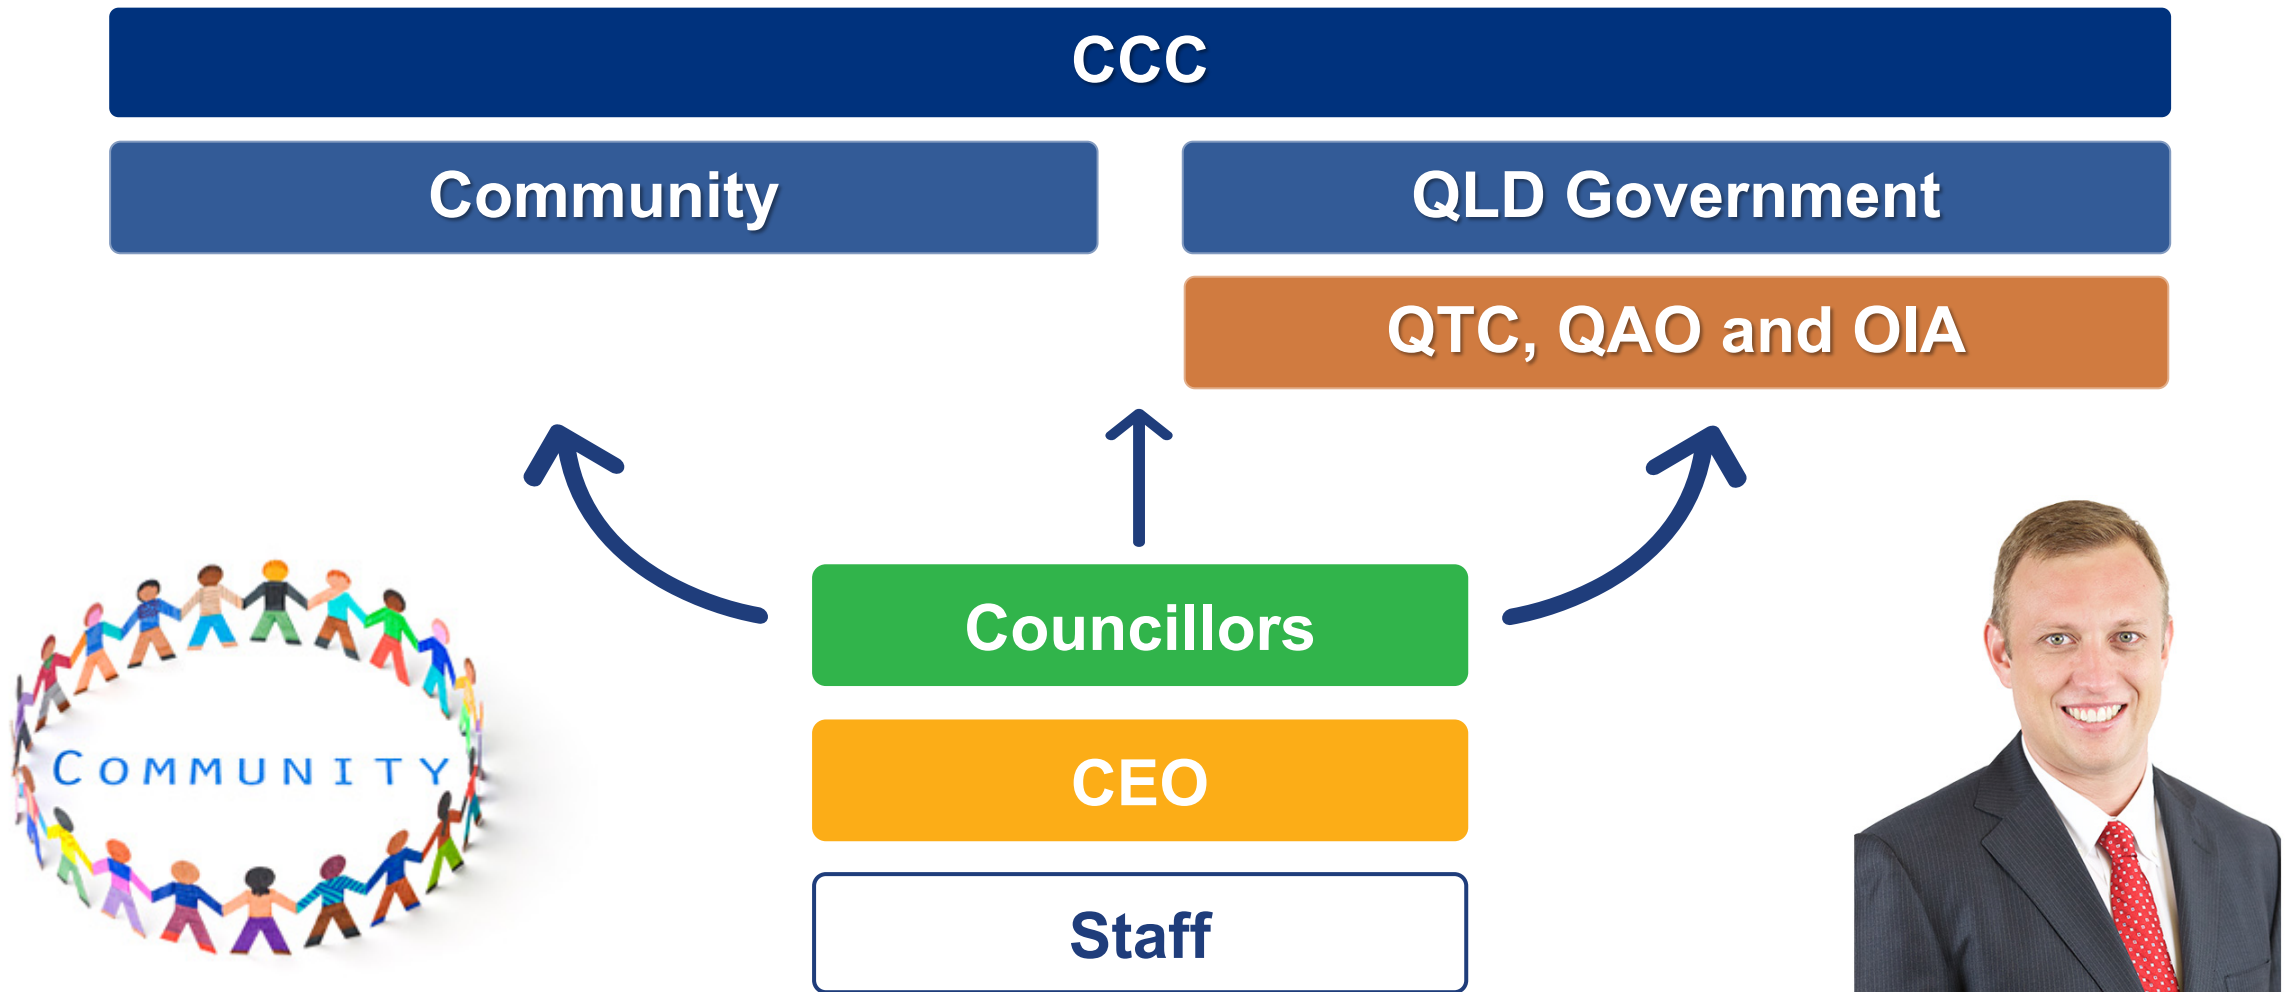 CCC
Community
QLD Government
QTC, QAO and OIA
Councillors
COMMUNITY
CEO
Staff